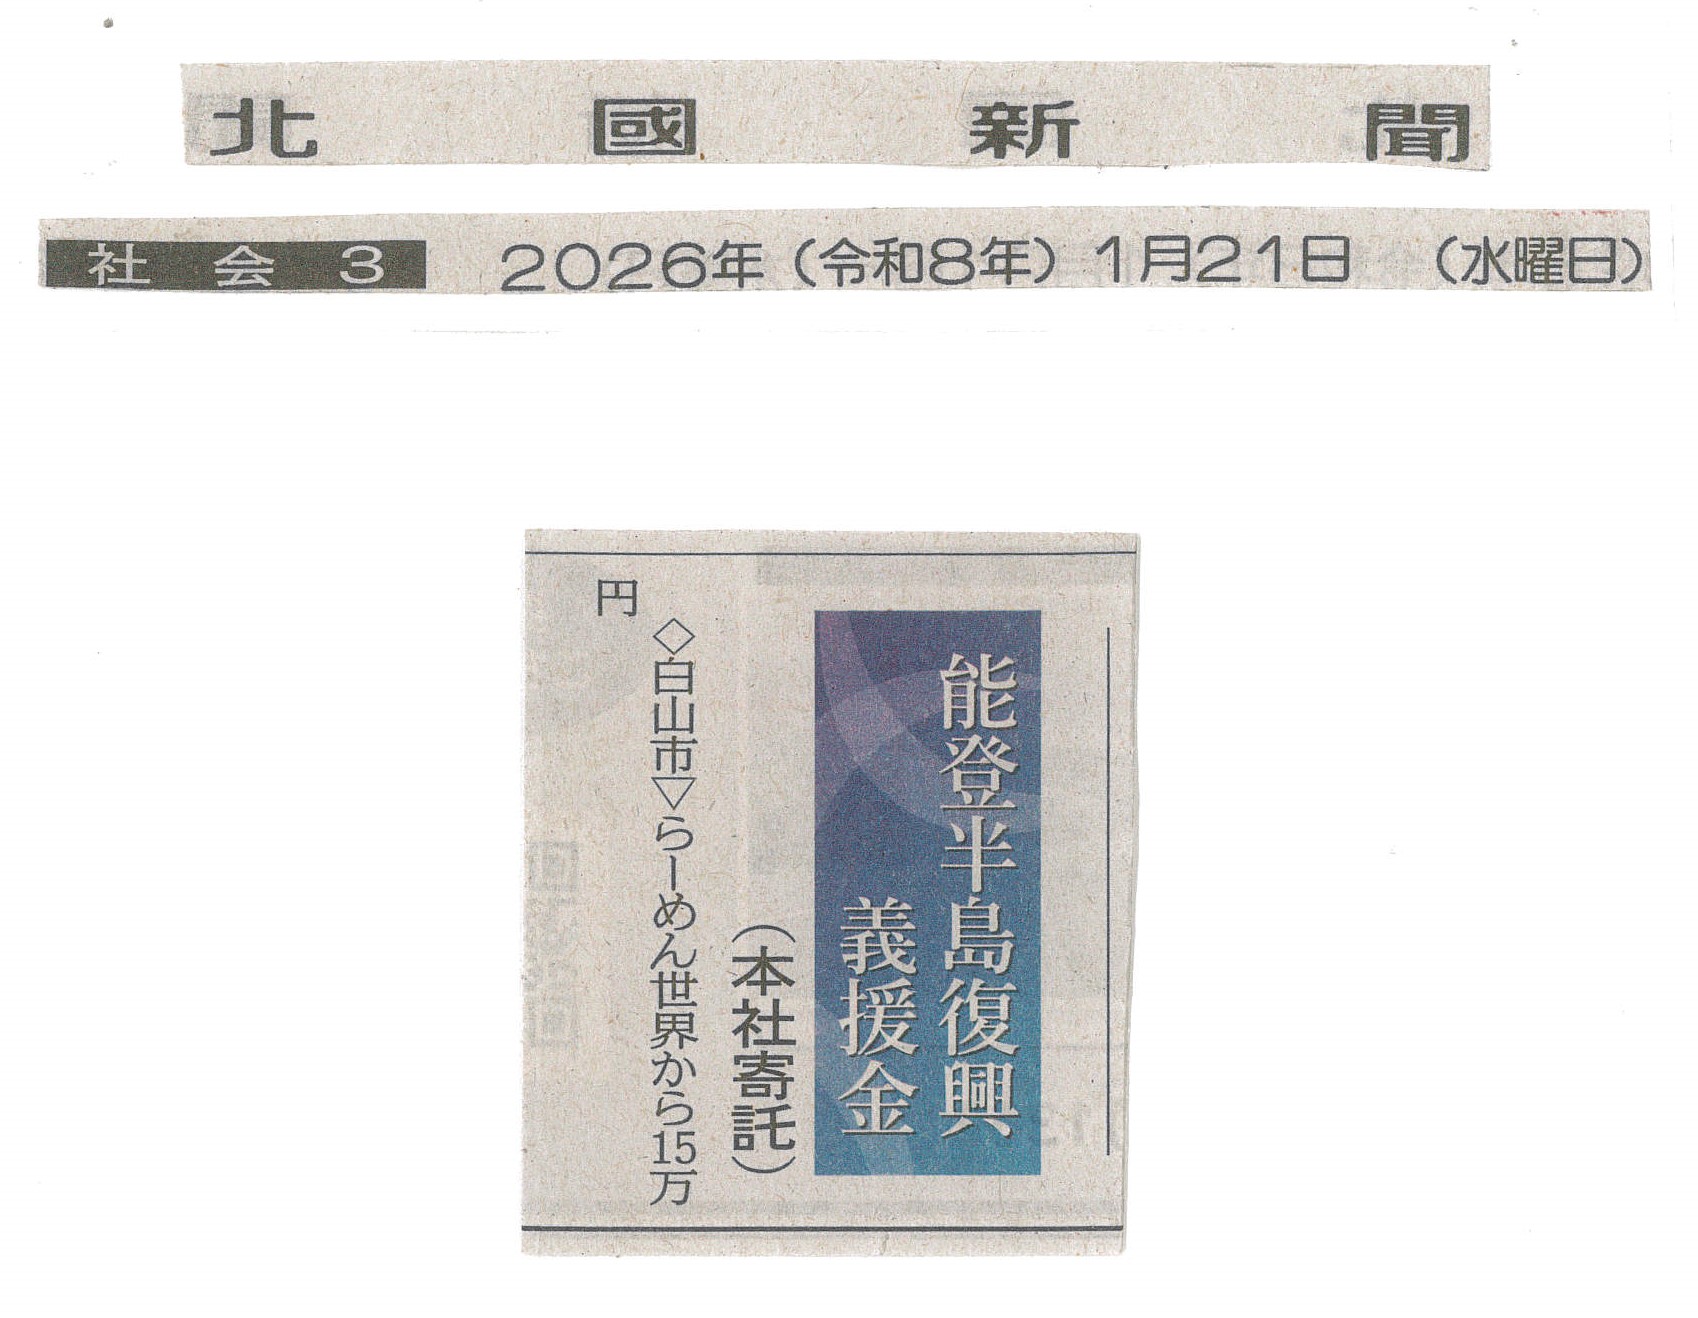 北國新聞
社会3 2026年(令和8年)1月21日 (水曜日)
能登半島復興
義援金
(本社寄託)
◇白山市▽らーめん世界から15万
円